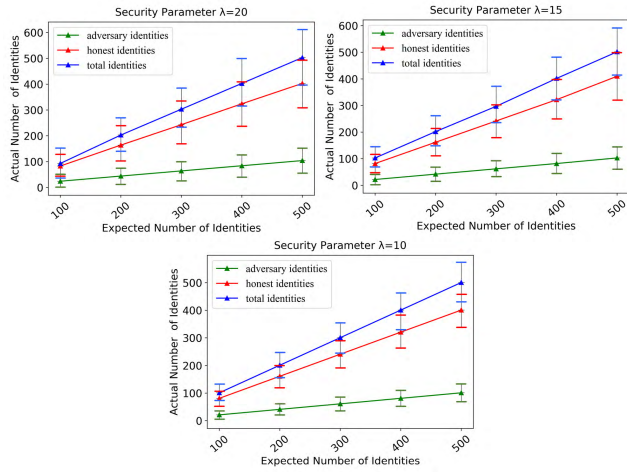 Security Parameter λ=20
adversary identities
honest identities
total identities
Actual Number of Identities
600
500
400
300
200
100
0
100
200
300
400
500
Expected Number of Identities
Security Parameter λ=15
adversary identities
honest identities
total identities
Actual Number of Identities
600
500
400
300
200
100
0
100
200
300
400
500
Expected Number of Identities
Security Parameter λ=10
adversary identities
honest identities
total identities
Actual Number of Identities
500
400
300
200
100
0
100
200
300
400
500
Expected Number of Identities